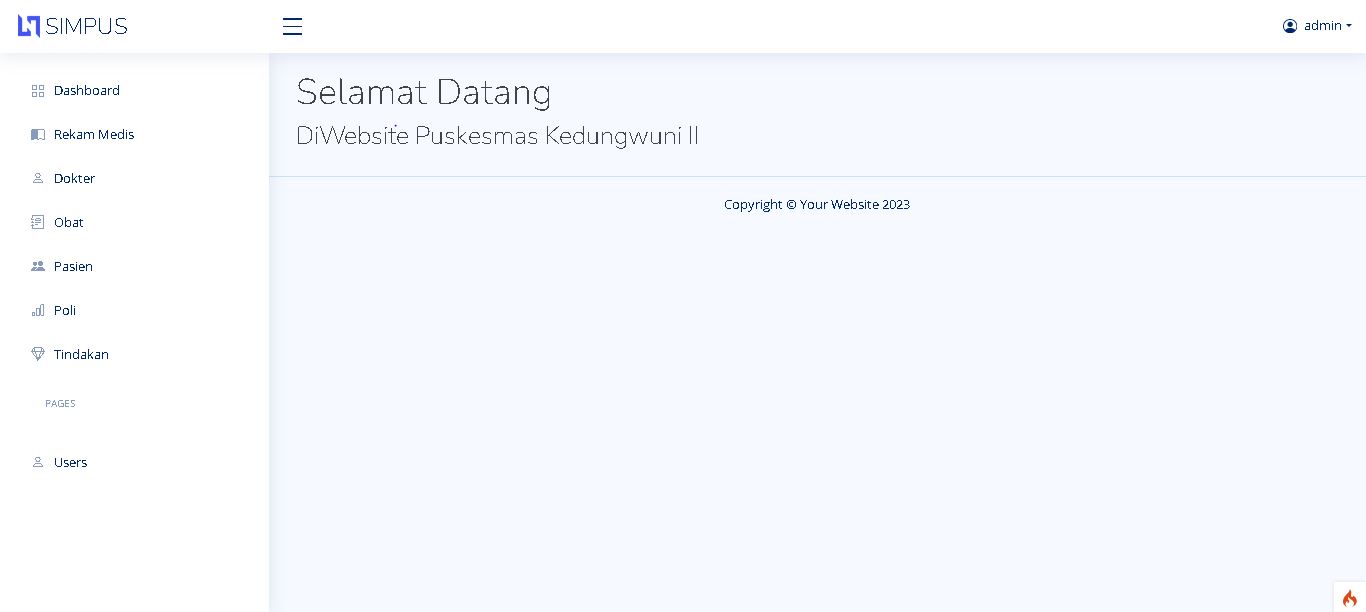 SIMPUS
admin
Dashboard
Rekam Medis
Dokter
Obat
Pasien
Poli
Tindakan
PAGES
Users
Selamat Datang
DiWebsite Puskesmas Kedungwuni II
Copyright © Your Website 2023